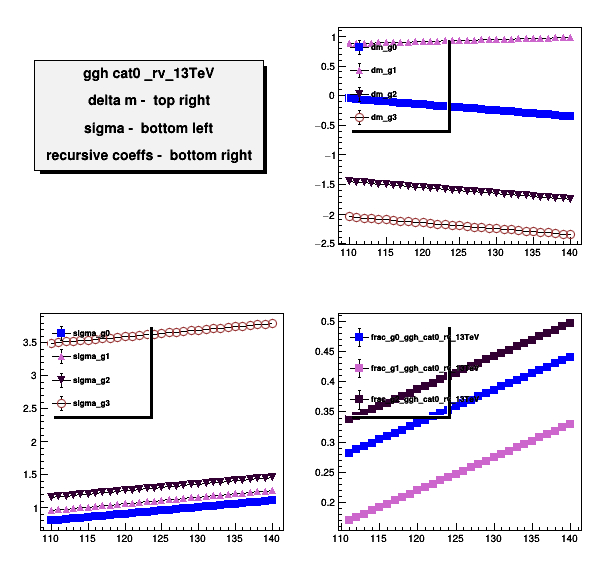 ggh cat0 _rv_13TeV
delta m - top right
sigma - bottom left
recursive coeffs - bottom right
1
0.5
0
−0.5
−1
−1.5
−2
−2.5
dm_g0
dm_g1
dm_g2
dm_g3
110 115 120 125 130 135 140
3.5
3
2.5
2
1.5
1
sigma_g0
sigma_g1
sigma_g2
sigma_g3
110 115 120 125 130 135 140
0.5
0.45
0.4
0.35
0.3
0.25
0.2
frac_g0_ggh_cat0_rv_13TeV
frac_g1_ggh_cat0_rv_
110 115 120 125 130 135 140